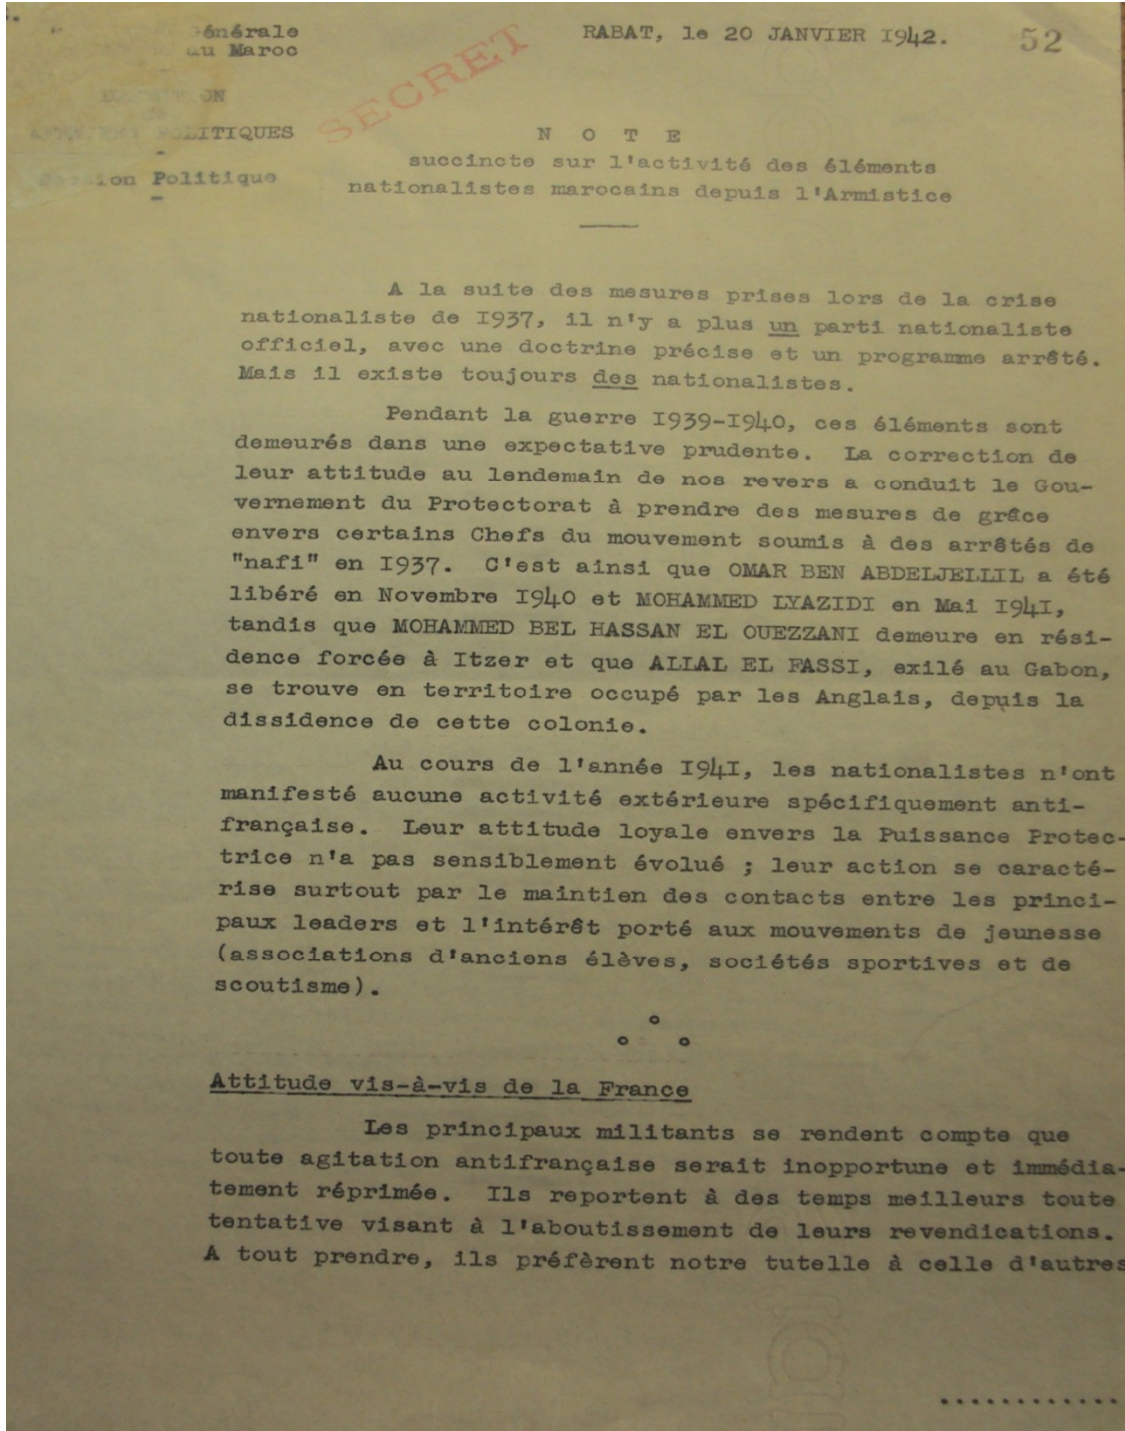 énérale
au Maroc
RABAT, le 20 JANVIER 1942.
52
SECRET
POLITIQUES
Section Politique
N O T E
succincte sur l'activité des éléments
nationalistes marocains depuis l'Armistice
A la suite des mesures prises lors de la crise
nationaliste de 1937, il n'y a plus un parti nationaliste
officiel, avec une doctrine précise et un programme arrêté.
Mais il existe toujours des nationalistes.
Pendant la guerre 1939-1940, ces éléments sont
demeurés dans une expectative prudente. La correction de
leur attitude au lendemain de nos revers a conduit le Gou-
vernement du Protectorat à prendre des mesures de grâce
envers certains Chefs du mouvement soumis à des arrêtés de
"nafi" en 1937. C'est ainsi que OMAR BEN ABDELJELLIL a été
libéré en Novembre 1940 et MOHAMMED LYAZIDI en Mai 1941,
tandis que MOHAMMED BEL HASSAN EL OUEZZANI demeure en rési-
dence forcée à Itzer et que ALLAL EL FASSI, exilé au Gabon,
se trouve en territoire occupé par les Anglais, depuis la
dissidence de cette colonie.
Au cours de l'année 1941, les nationalistes n'ont
manifesté aucune activité extérieure spécifiquement anti-
française. Leur attitude loyale envers la Puissance Protec-
trice n'a pas sensiblement évolué ; leur action se caracté-
rise surtout par le maintien des contacts entre les princi-
paux leaders et l'intérêt porté aux mouvements de jeunesse
(associations d'anciens élèves, sociétés sportives et de
scoutisme).
Attitude vis-à-vis de la France
Les principaux militants se rendent compte que
toute agitation antifrançaise serait inopportune et immédia-
tement réprimée. Ils reportent à des temps meilleurs toute
tentative visant à l'aboutissement de leurs revendications.
A tout prendre, ils préfèrent notre tutelle à celle d'autres
............